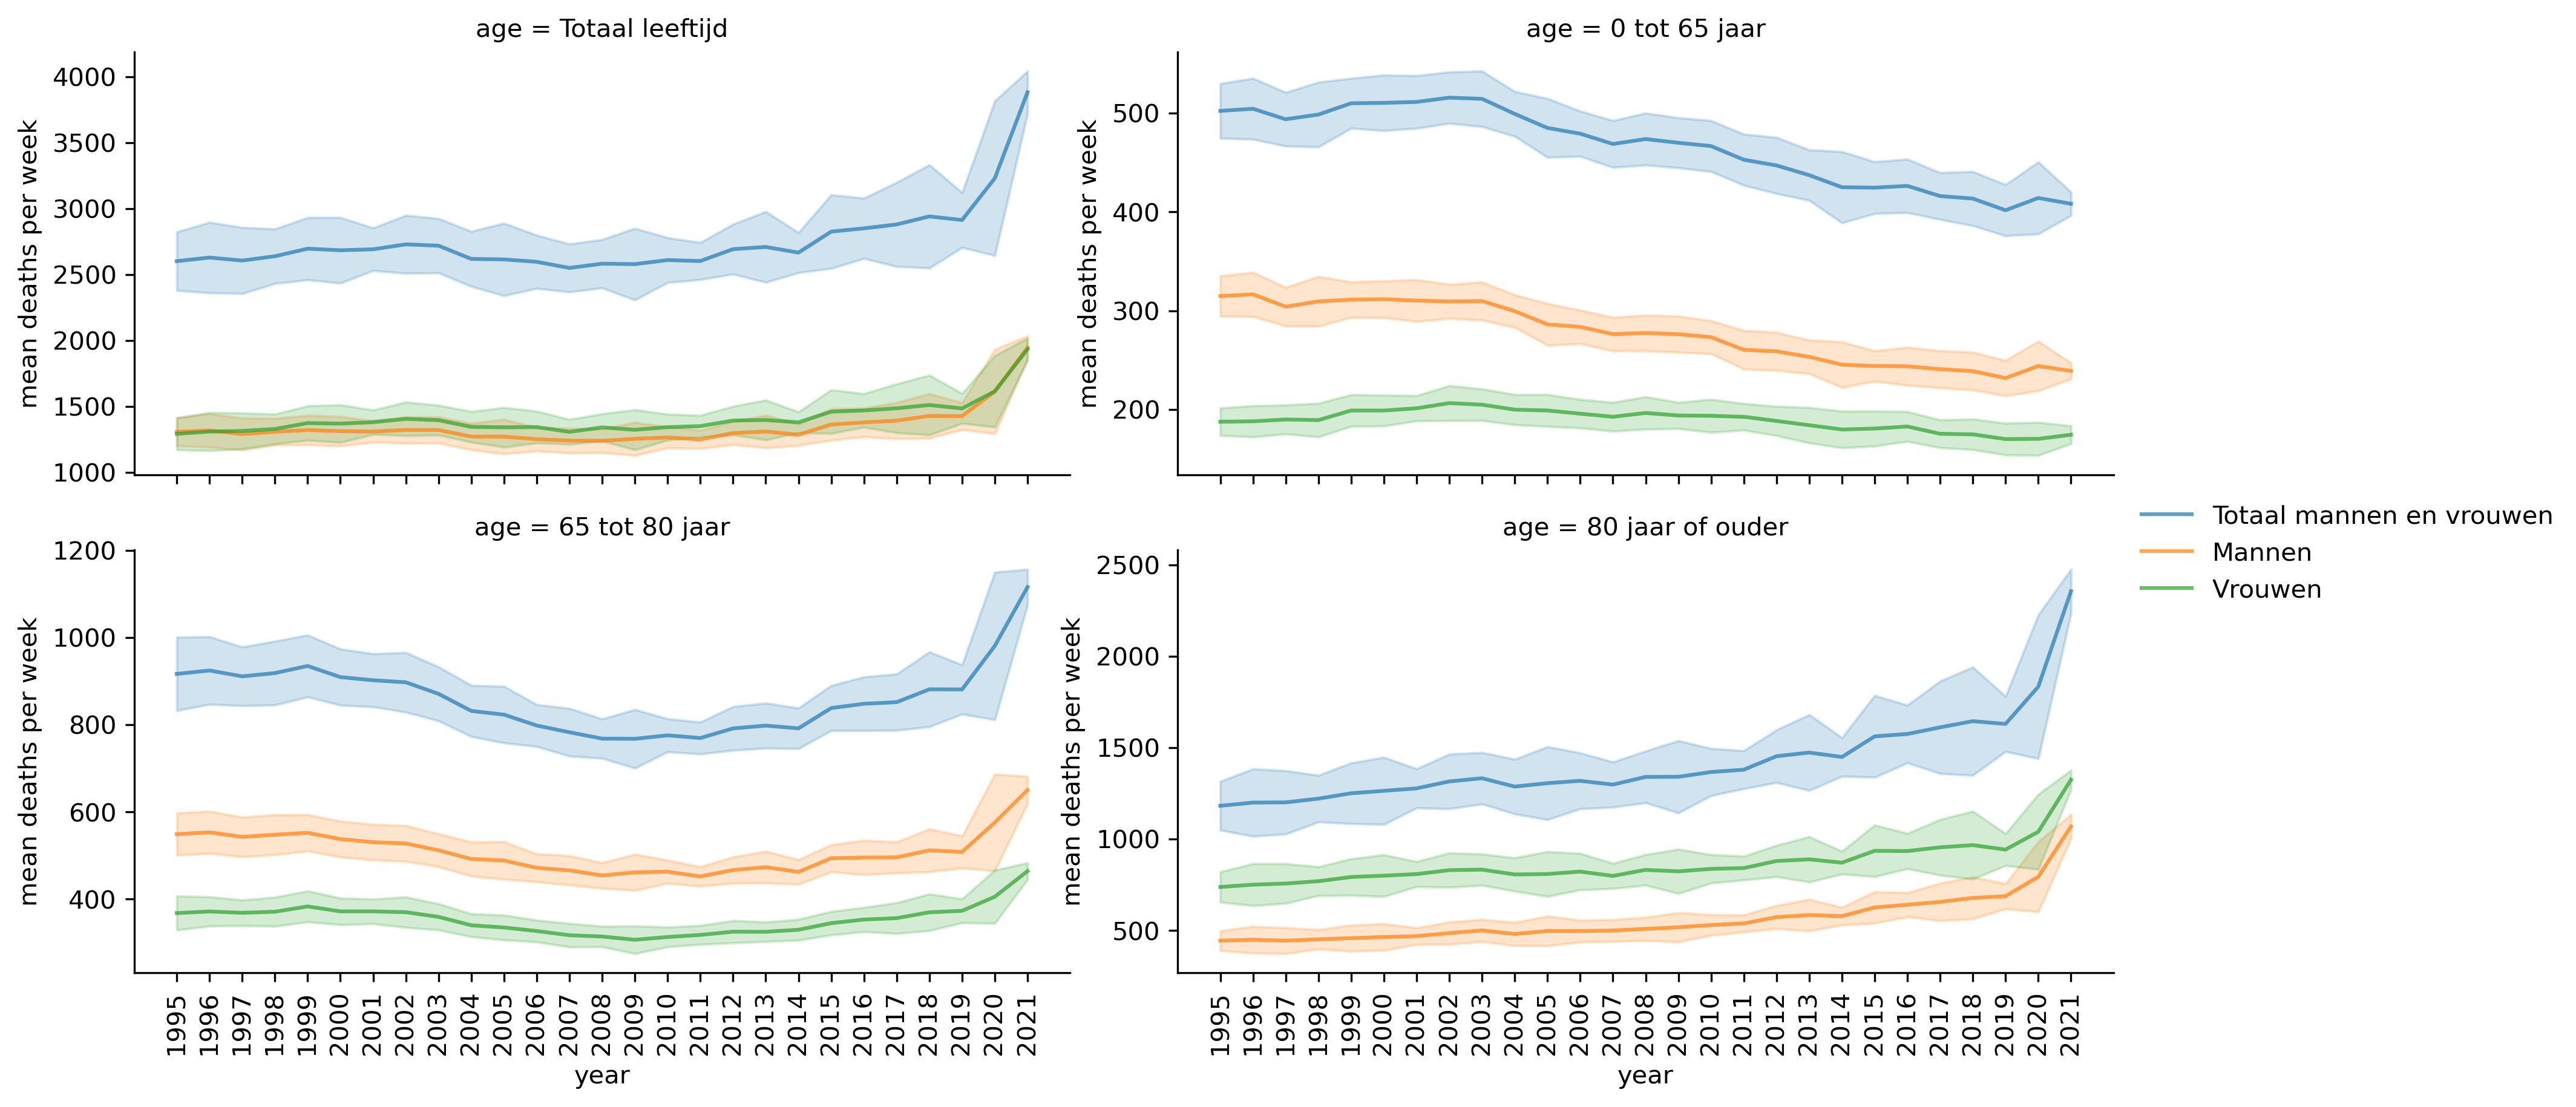 age = Totaal leeftijd
mean deaths per week
4000
3500
3000
2500
2000
1500
1000
age = 0 tot 65 jaar
mean deaths per week
500
400
300
200
age = 65 tot 80 jaar
mean deaths per week
1200
1000
800
600
400
1995 1996 1997 1998 1999 2000 2001 2002 2003 2004 2005 2006 2007 2008 2009 2010 2011 2012 2013 2014 2015 2016 2017 2018 2019 2020 2021
year
age = 80 jaar of ouder
mean deaths per week
2500
2000
1500
1000
500
1995 1996 1997 1998 1999 2000 2001 2002 2003 2004 2005 2006 2007 2008 2009 2010 2011 2012 2013 2014 2015 2016 2017 2018 2019 2020 2021
year
Totaal mannen en vrouwen
Mannen
Vrouwen